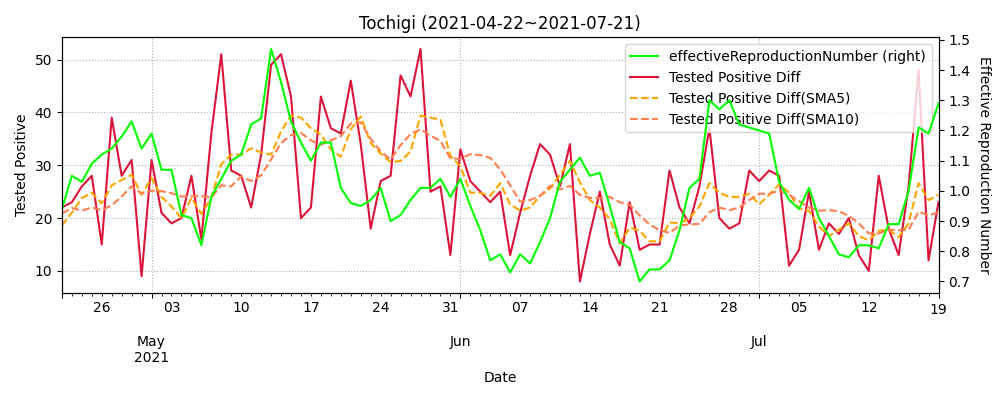 Tochigi (2021-04-22~2021-07-21)
effectiveReproductionNumber (right)
Tested Positive Diff
Tested Positive Diff(SMA5)
Tested Positive Diff(SMA10)
Tested Positive
50
40
30
20
10
Effective Reproduction Number
1.5
1.4
1.3
1.2
1.1
1.0
0.9
0.8
0.7
26 03 10 17 24 31 07 14 21 28 05 12 19
May Jun Jul
2021
Date